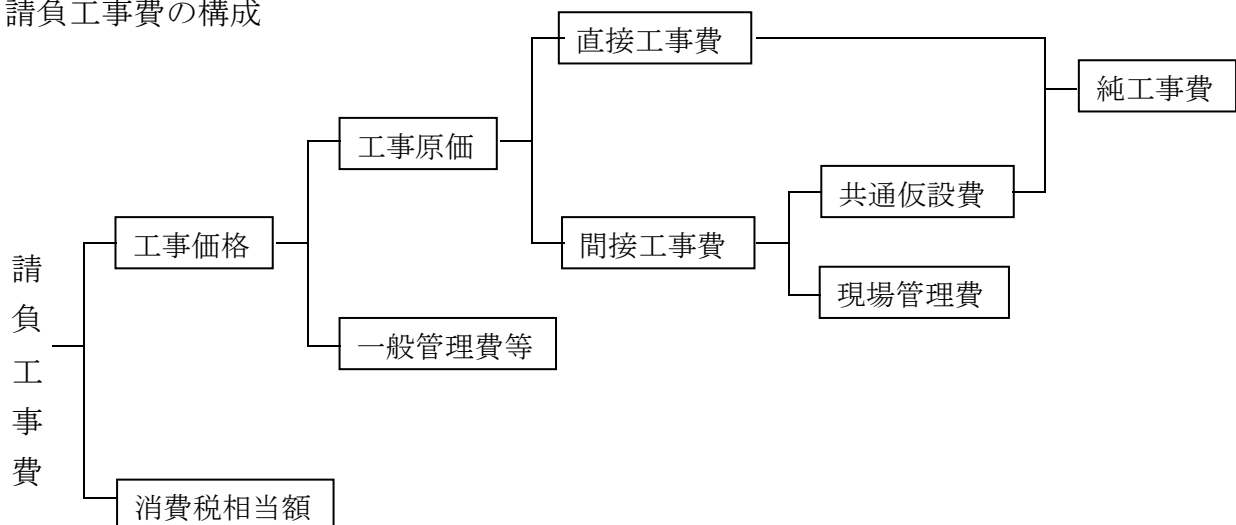 請負工事費の構成
直接工事費
純工事費
工事原価
共通仮設費
工事価格
間接工事費
現場管理費
請負工事費
一般管理費等
消費税相当額